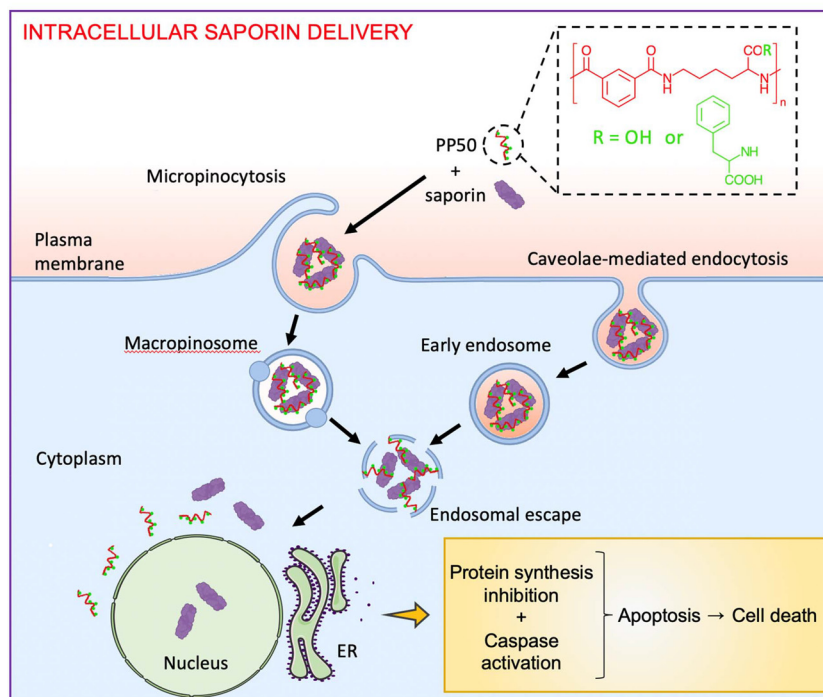 INTRACELLULAR SAPORIN DELIVERY
O
O
COR
N
H
N
H
n
R = OH or
NH
COOH
PP50
+
saporin
Micropinocytosis
Plasma
membrane
Caveolae-mediated endocytosis
Macropinosome
Early endosome
Cytoplasm
Endosomal escape
Nucleus
ER
Protein synthesis
inhibition
+
Caspase
activation
Apoptosis → Cell death